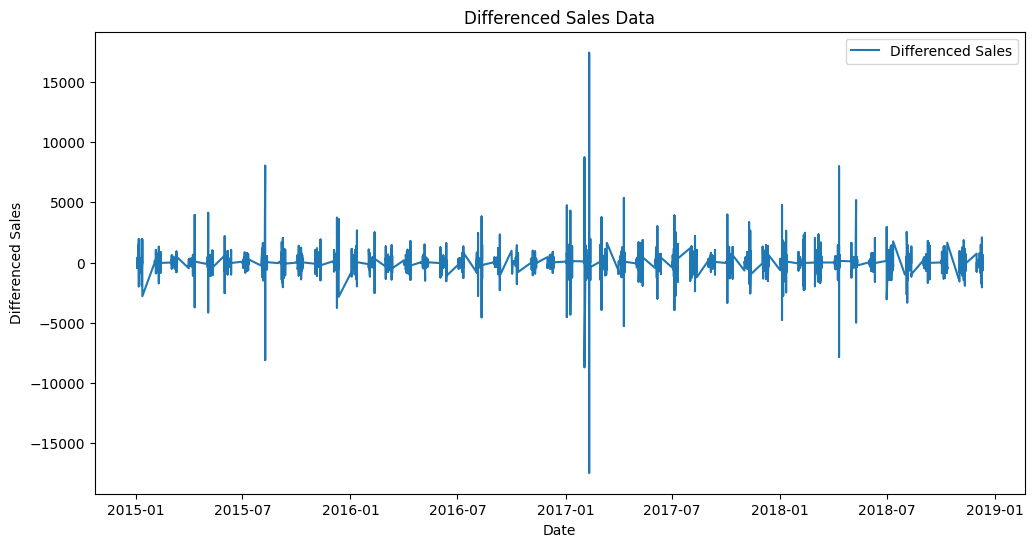 Differenced Sales Data
Differenced Sales
15000
10000
5000
0
−5000
−10000
−15000
Differenced Sales
2015-01 2015-07 2016-01 2016-07 2017-01 2017-07 2018-01 2018-07 2019-01
Date